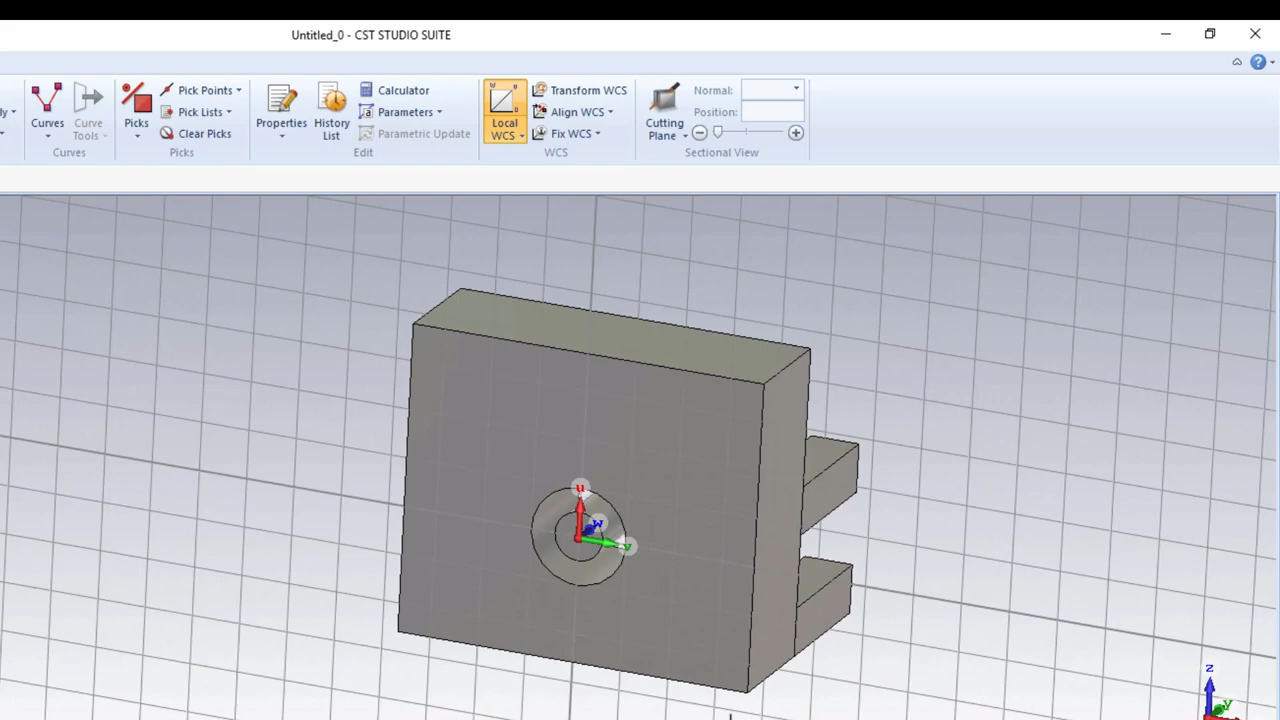 Untitled_0 - CST STUDIO SUITE
Curves
Curve Tools
Curves
Picks
Pick Points
Pick Lists
Clear Picks
Picks
Properties
History List
Calculator
Parameters
Parametric Update
Edit
Local WCS
Transform WCS
Align WCS
Fix WCS
WCS
Cutting Plane
Normal:
Position:
Sectional View
u
w
v
z
y